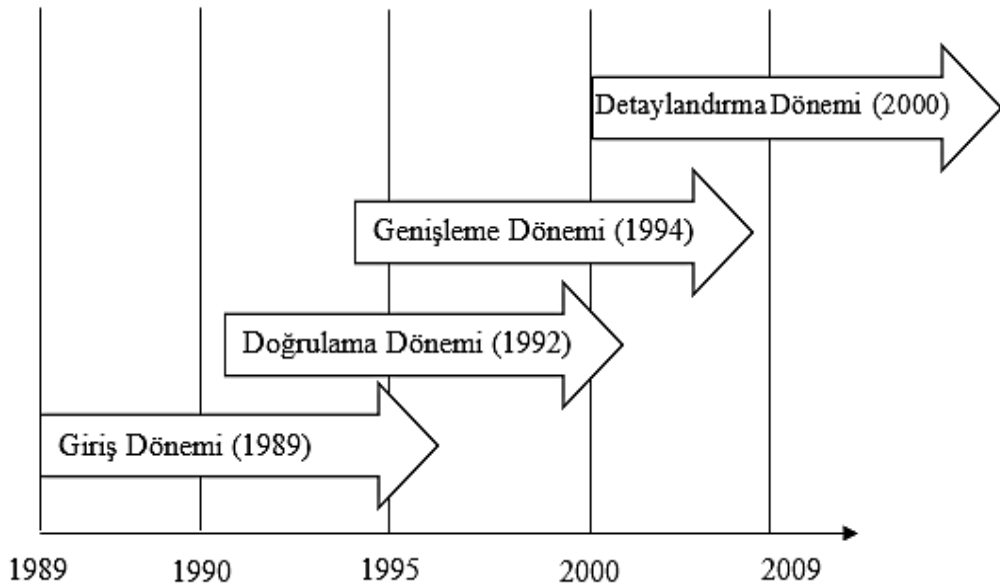 Detaylandırma Dönemi (2000)
Genişleme Dönemi (1994)
Doğrulama Dönemi (1992)
Giriş Dönemi (1989)
1989 1990 1995 2000 2009